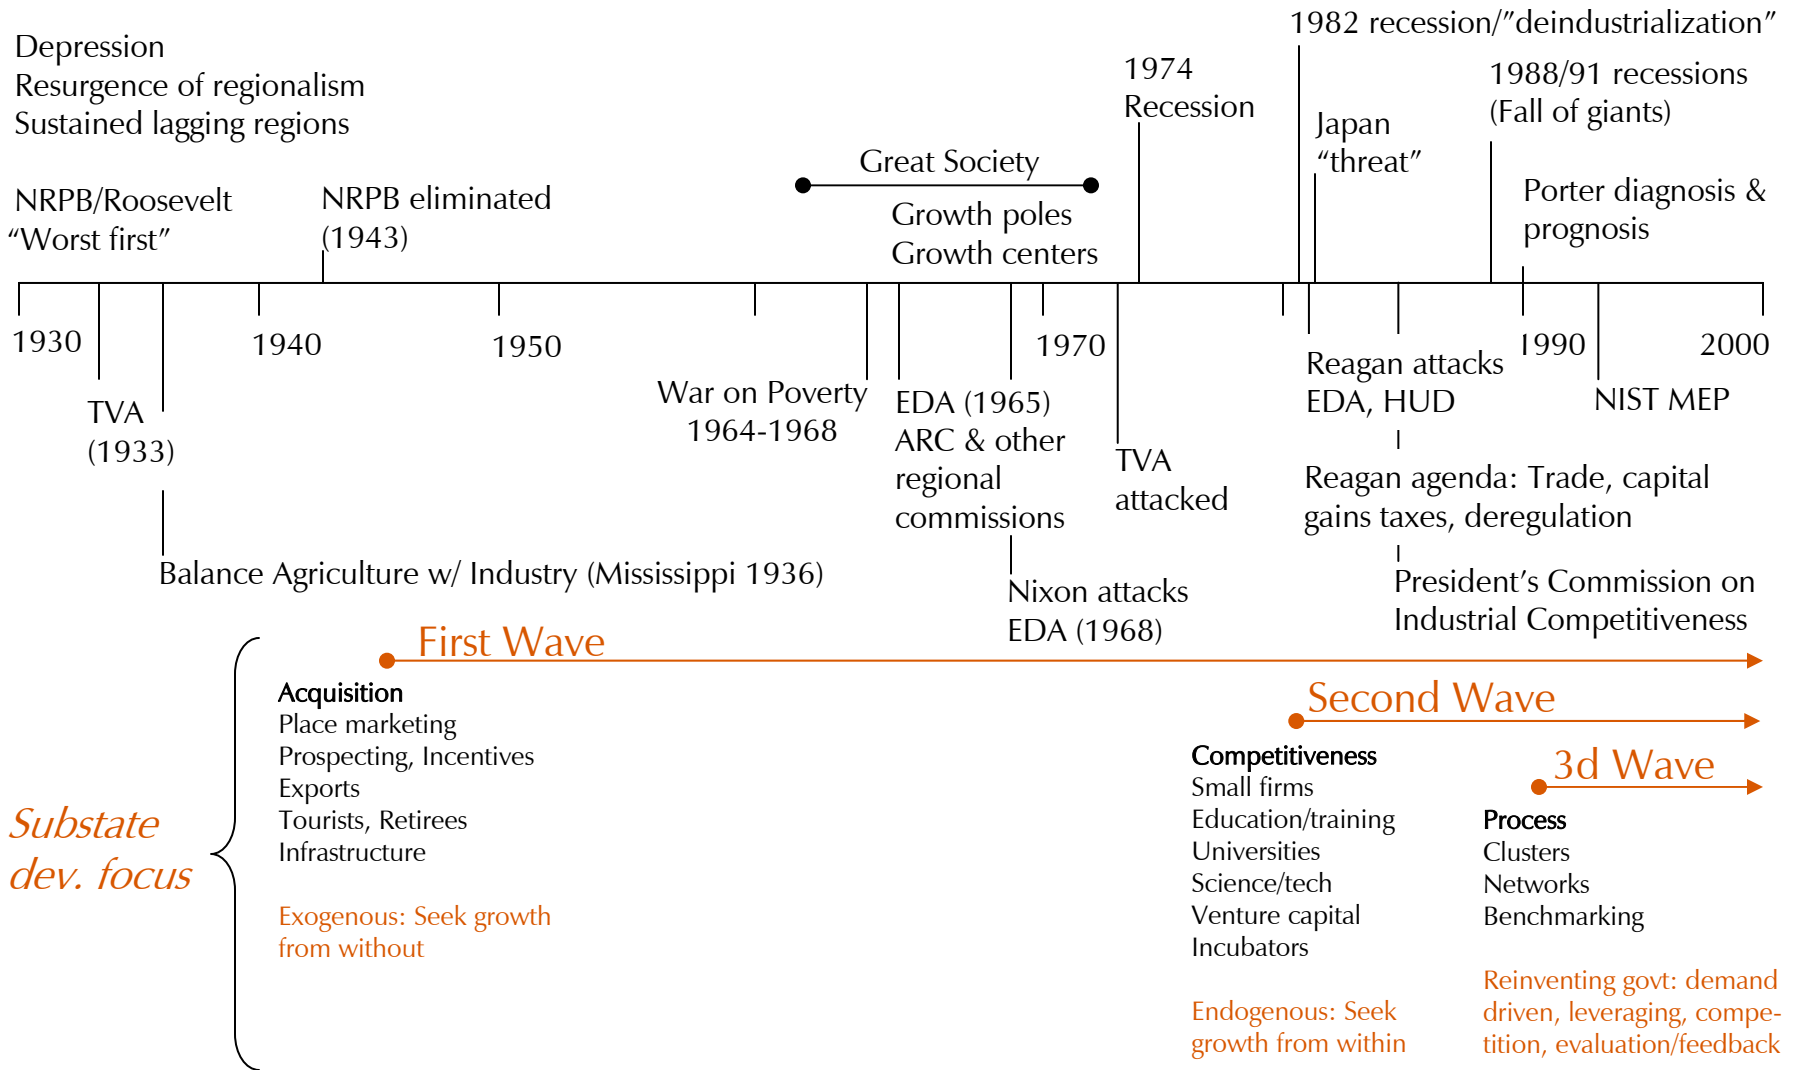 Depression
Resurgence of regionalism
Sustained lagging regions
NRPB/Roosevelt
“Worst first”
NRPB eliminated
(1943)
Great Society
Growth poles
Growth centers
1974
Recession
1982 recession/”deindustrialization”
Japan
“threat”
1988/91 recessions
(Fall of giants)
Porter diagnosis &
prognosis
1930
1940
1950
1970
1990
2000
TVA
(1933)
Balance Agriculture w/ Industry (Mississippi 1936)
War on Poverty
1964-1968
EDA (1965)
ARC & other
regional
commissions
Nixon attacks
EDA (1968)
TVA
attacked
Reagan attacks
EDA, HUD
Reagan agenda: Trade, capital
gains taxes, deregulation
President’s Commission on
Industrial Competitiveness
NIST MEP
Substate
dev. focus
First Wave
Acquisition
Place marketing
Prospecting, Incentives
Exports
Tourists, Retirees
Infrastructure
Exogenous: Seek growth
from without
Second Wave
Competitiveness
Small firms
Education/training
Universities
Science/tech
Venture capital
Incubators
Endogenous: Seek
growth from within
3d Wave
Process
Clusters
Networks
Benchmarking
Reinventing govt: demand
driven, leveraging, compe-
tition, evaluation/feedback